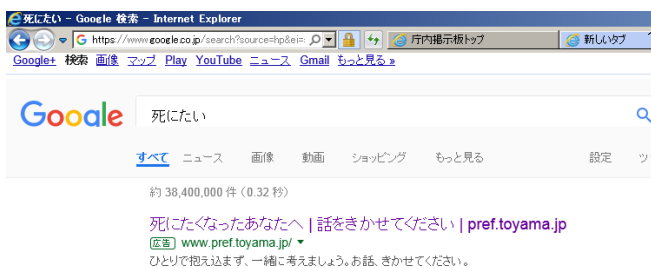 死にたい - Google 検索 - Internet Explorer
https://www.google.co.jp/search?source=hp&ei=
庁内掲示板トップ
新しいタブ
Google+ 検索 画像 マップ Play YouTube ニュース Gmail もっと見る »
Google
死にたい
すべて ニュース 画像 動画 ショッピング もっと見る 設定 ツ
約 38,400,000 件 (0.32 秒)
死にたくなったあなたへ | 話をきかせてください | pref.toyama.jp
広告 www.pref.toyama.jp/
ひとりで抱え込まず、一緒に考えましょう。お話、きかせてください。